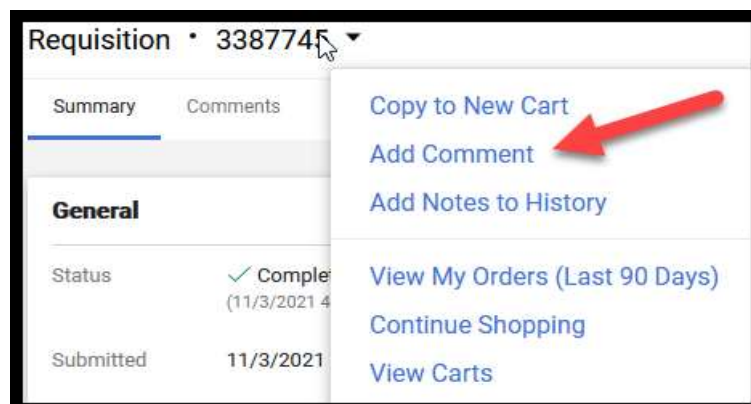 Requisition • 3387745
Summary Comments
Copy to New Cart
Add Comment
Add Notes to History
General
Status
(11/3/2021 4
Submitted 11/3/2021
View My Orders (Last 90 Days)
Continue Shopping
View Carts